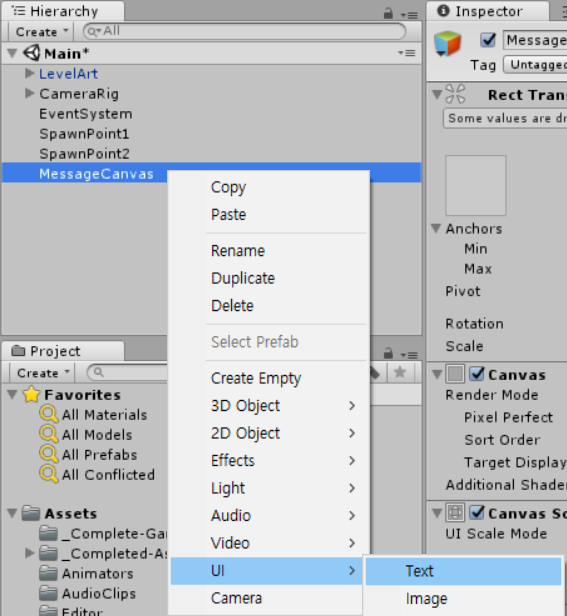 Hierarchy
Create
All
Main*
LevelArt
CameraRig
EventSystem
SpawnPoint1
SpawnPoint2
MessageCanvas
Copy
Paste
Rename
Duplicate
Delete
Select Prefab
Create Empty
3D Object
2D Object
Effects
Light
Audio
Video
UI
Camera
Text
Image
Project
Create
Favorites
All Materials
All Models
All Prefabs
All Conflicted
Assets
_Complete-Ga
_Completed-As
Animators
AudioClips
Editor
Inspector
Message
Tag Untagged
Rect Tran
Some values are dr
Anchors
Min
Max
Pivot
Rotation
Scale
Canvas
Render Mode
Pixel Perfect
Sort Order
Target Display
Additional Shader
Canvas Sc
UI Scale Mode